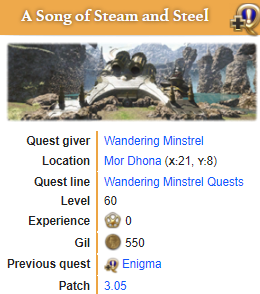 A Song of Steam and Steel
Quest giver Wandering Minstrel
Location Mor Dhona (X:21, Y:8)
Quest line Wandering Minstrel Quests
Level 60
Experience 0
Gil 550
Previous quest Enigma
Patch 3.05